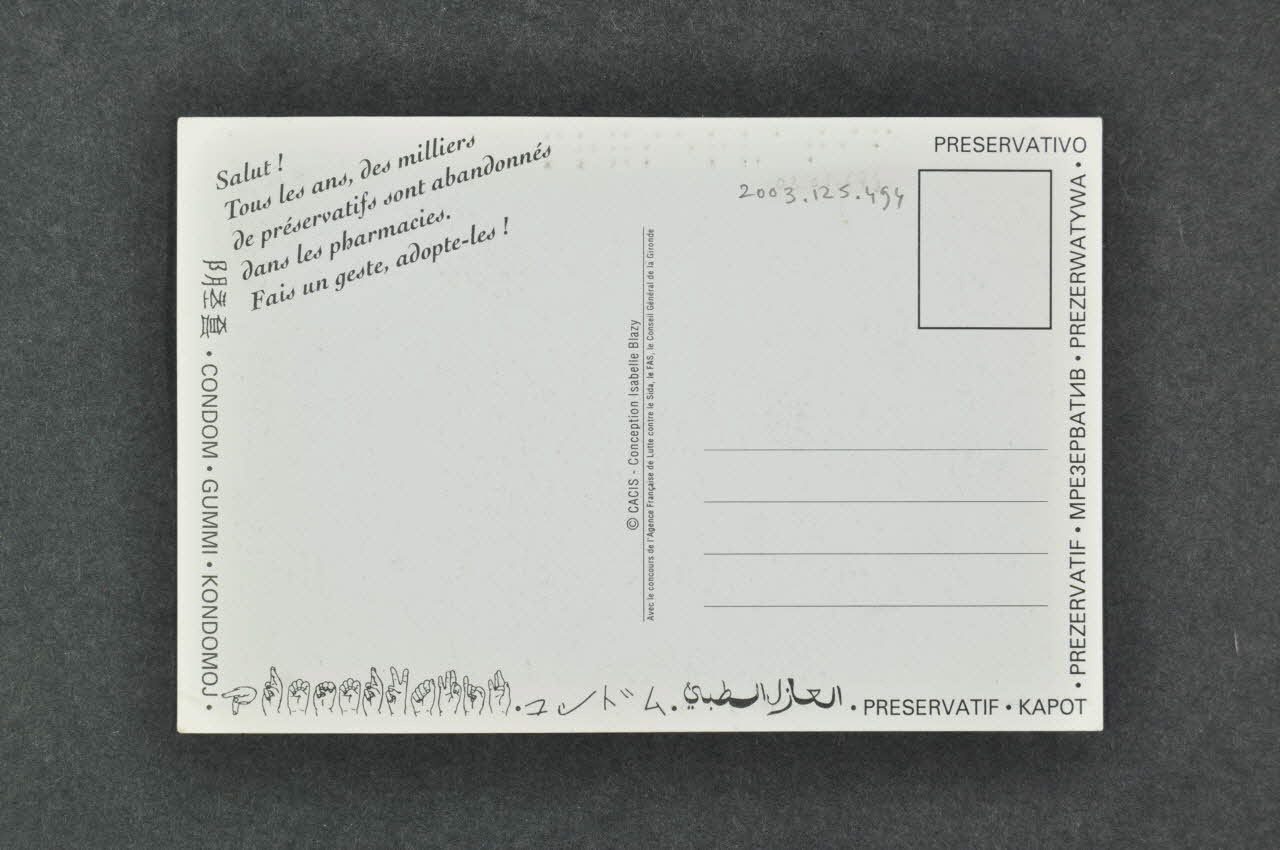 Salut !
Tous les ans, des milliers
de préservatifs sont abandonnés
dans les pharmacies.
Fais un geste, adopte-les !
2003.125.494
© CACIS - Conception Isabelle Blazy
Avec le concours de l'Agence Française de Lutte contre le Sida, le FAS, le Conseil Général de la Gironde
PRESERVATIVO
• PREZERVATIF • МРЕЗЕРВАТИВ • PREZERWATYWA •
• CONDOM • GUMMI • KONDOMOJ •
• コンドム • العازل الطبي • PRESERVATIF • KAPOT